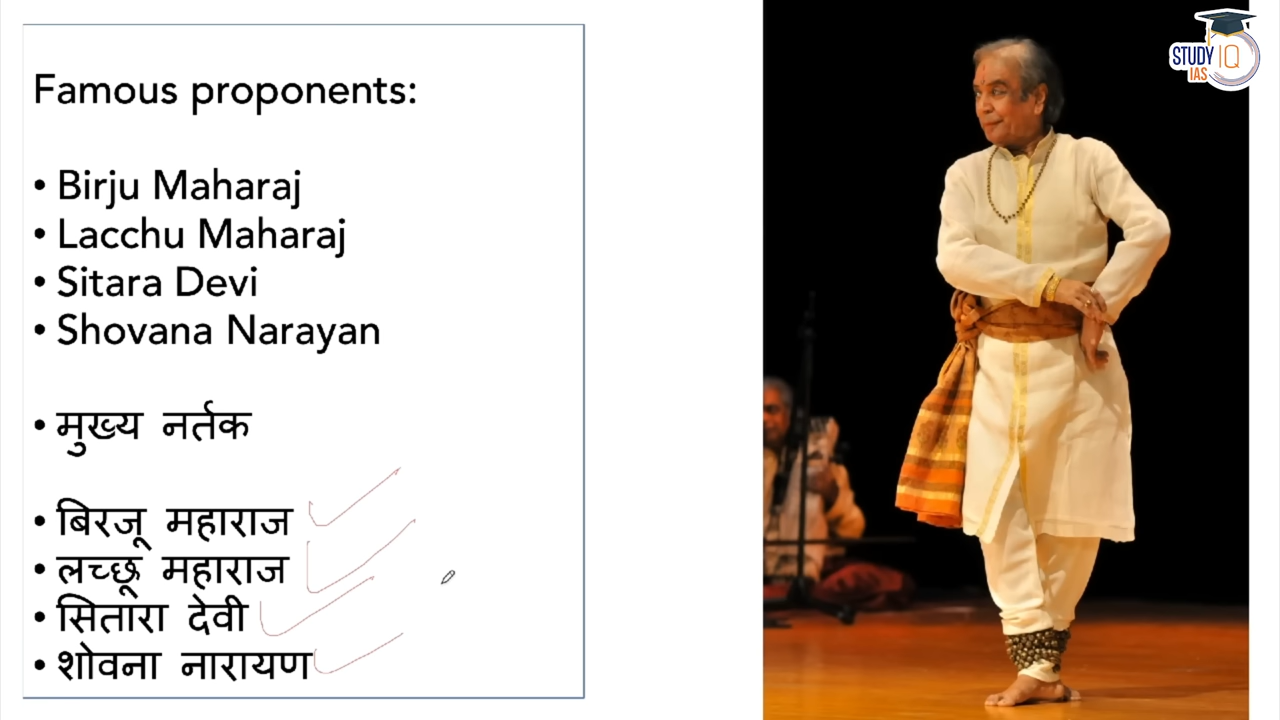 Famous proponents:
• Birju Maharaj
• Lacchu Maharaj
• Sitara Devi
• Shovana Narayan
• मुख्य नर्तक
• बिरजू महाराज
• लच्छू महाराज
• सितारा देवी
• शोवना नारायण
STUDY IQ
IAS